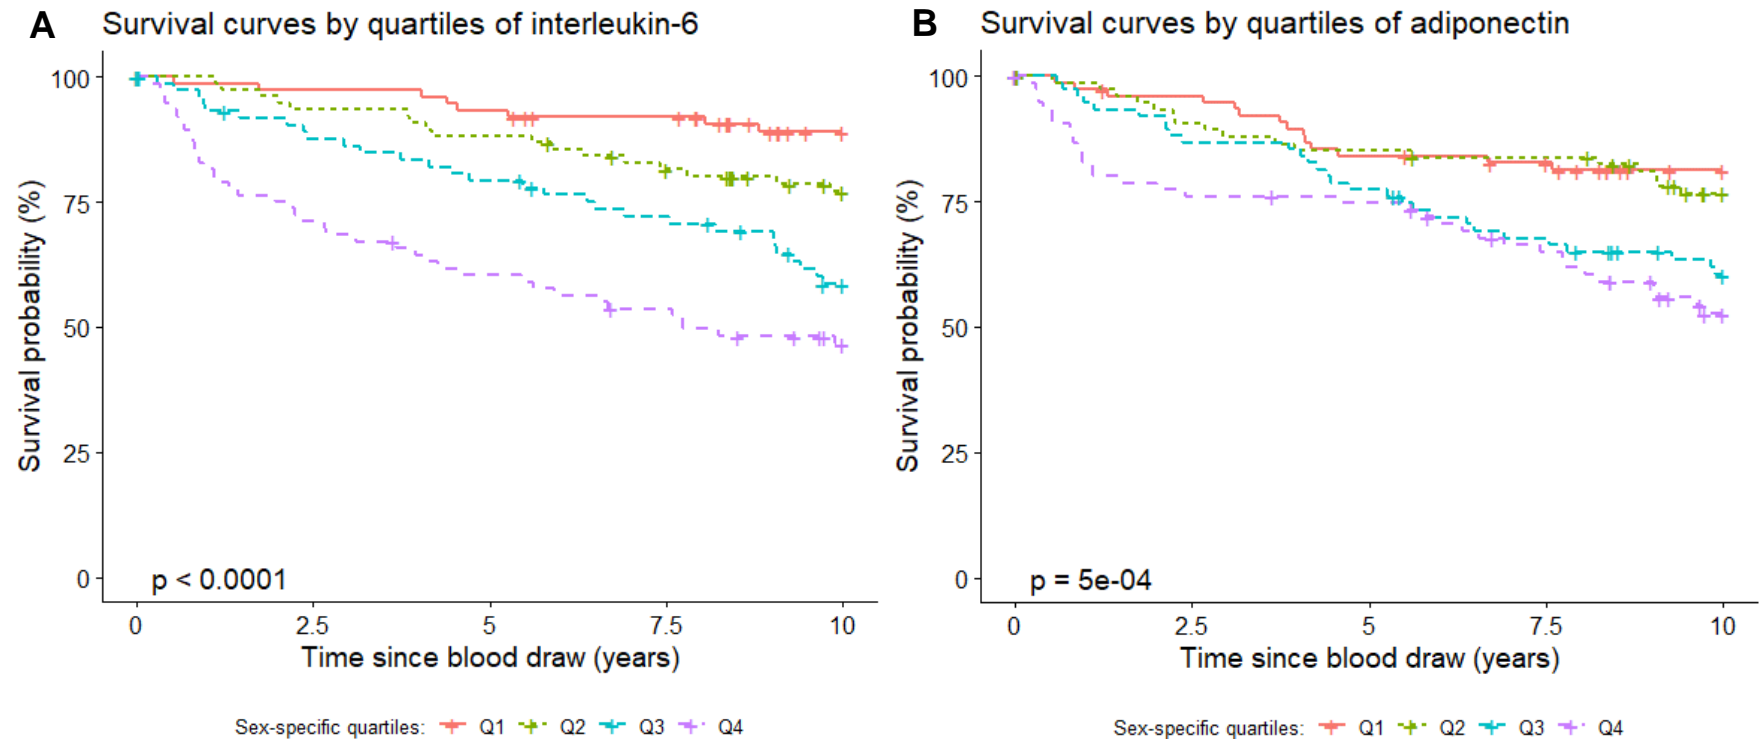 A Survival curves by quartiles of interleukin-6
100
75
50
25
0
Survival probability (%)
p < 0.0001
0 2.5 5 7.5 10
Time since blood draw (years)
Sex-specific quartiles: Q1 Q2 Q3 Q4
B Survival curves by quartiles of adiponectin
100
75
50
25
0
Survival probability (%)
p = 5e-04
0 2.5 5 7.5 10
Time since blood draw (years)
Sex-specific quartiles: Q1 Q2 Q3 Q4